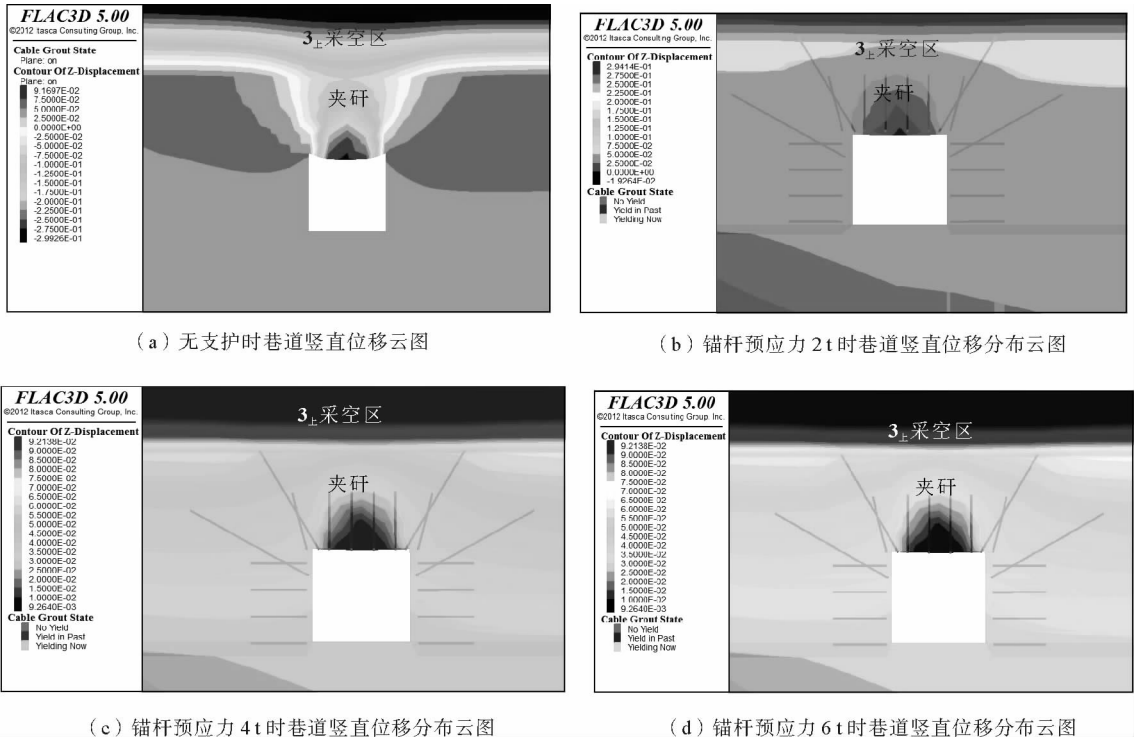 FLAC3D 5.00
©2012 Itasca Consulting Group, Inc.
Cable Grout State
Plane: on
Contour Of Z-Displacement
Plane: on
9.1697E-02
7.5000E-02
5.0000E-02
2.5000E-02
0.0000E+00
-2.5000E-02
-5.0000E-02
-7.5000E-02
-1.0000E-01
-1.2500E-01
-1.5000E-01
-1.7500E-01
-2.0000E-01
-2.2500E-01
-2.5000E-01
-2.7500E-01
-2.9926E-01
3上采空区
夹矸
(a)无支护时巷道竖直位移云图
FLAC3D 5.00
©2012 Itasca Consulting Group, Inc.
Contour Of Z-Displacement
2.9414E-01
2.7500E-01
2.5000E-01
2.2500E-01
2.0000E-01
1.7500E-01
1.5000E-01
1.2500E-01
1.0000E-01
7.5000E-02
5.0000E-02
2.5000E-02
0.0000E+00
-1.9264E-02
Cable Grout State
No Yield
Yield in Past
Yielding Now
3上采空区
夹矸
(b)锚杆预应力2t时巷道竖直位移分布云图
FLAC3D 5.00
©2012 Itasca Consulting Group, Inc.
Contour Of Z-Displacement
9.2138E-02
9.0000E-02
8.5000E-02
8.0000E-02
7.5000E-02
7.0000E-02
6.5000E-02
6.0000E-02
5.5000E-02
5.0000E-02
4.5000E-02
4.0000E-02
3.5000E-02
3.0000E-02
2.5000E-02
2.0000E-02
1.5000E-02
1.0000E-02
9.2640E-03
Cable Grout State
No Yield
Yield in Past
Yielding Now
3上采空区
夹矸
(c)锚杆预应力4t时巷道竖直位移分布云图
FLAC3D 5.00
©2012 Itasca Consulting Group, Inc.
Contour Of Z-Displacement
9.2138E-02
9.0000E-02
8.5000E-02
8.0000E-02
7.5000E-02
7.0000E-02
6.5000E-02
6.0000E-02
5.5000E-02
5.0000E-02
4.5000E-02
4.0000E-02
3.5000E-02
3.0000E-02
2.5000E-02
2.0000E-02
1.5000E-02
1.0000E-02
9.2640E-03
Cable Grout State
No Yield
Yield in Past
Yielding Now
3上采空区
夹矸
(d)锚杆预应力6t时巷道竖直位移分布云图